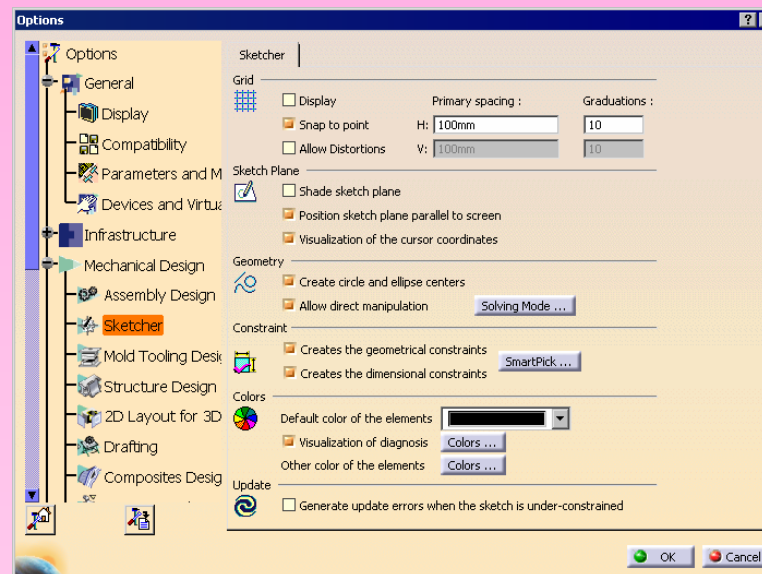 Options
Options
General
Display
Compatibility
Parameters and M
Devices and Virtua
Infrastructure
Mechanical Design
Assembly Design
Sketcher
Mold Tooling Desig
Structure Design
2D Layout for 3D
Drafting
Composites Desig
Sketcher
Grid
Display Primary spacing : Graduations :
Snap to point H: 100mm 10
Allow Distortions V: 100mm 10
Sketch Plane
Shade sketch plane
Position sketch plane parallel to screen
Visualization of the cursor coordinates
Geometry
Create circle and ellipse centers
Allow direct manipulation Solving Mode ...
Constraint
Creates the geometrical constraints
SmartPick ...
Creates the dimensional constraints
Colors
Default color of the elements
Visualization of diagnosis Colors ...
Other color of the elements Colors ...
Update
Generate update errors when the sketch is under-constrained
OK Cancel